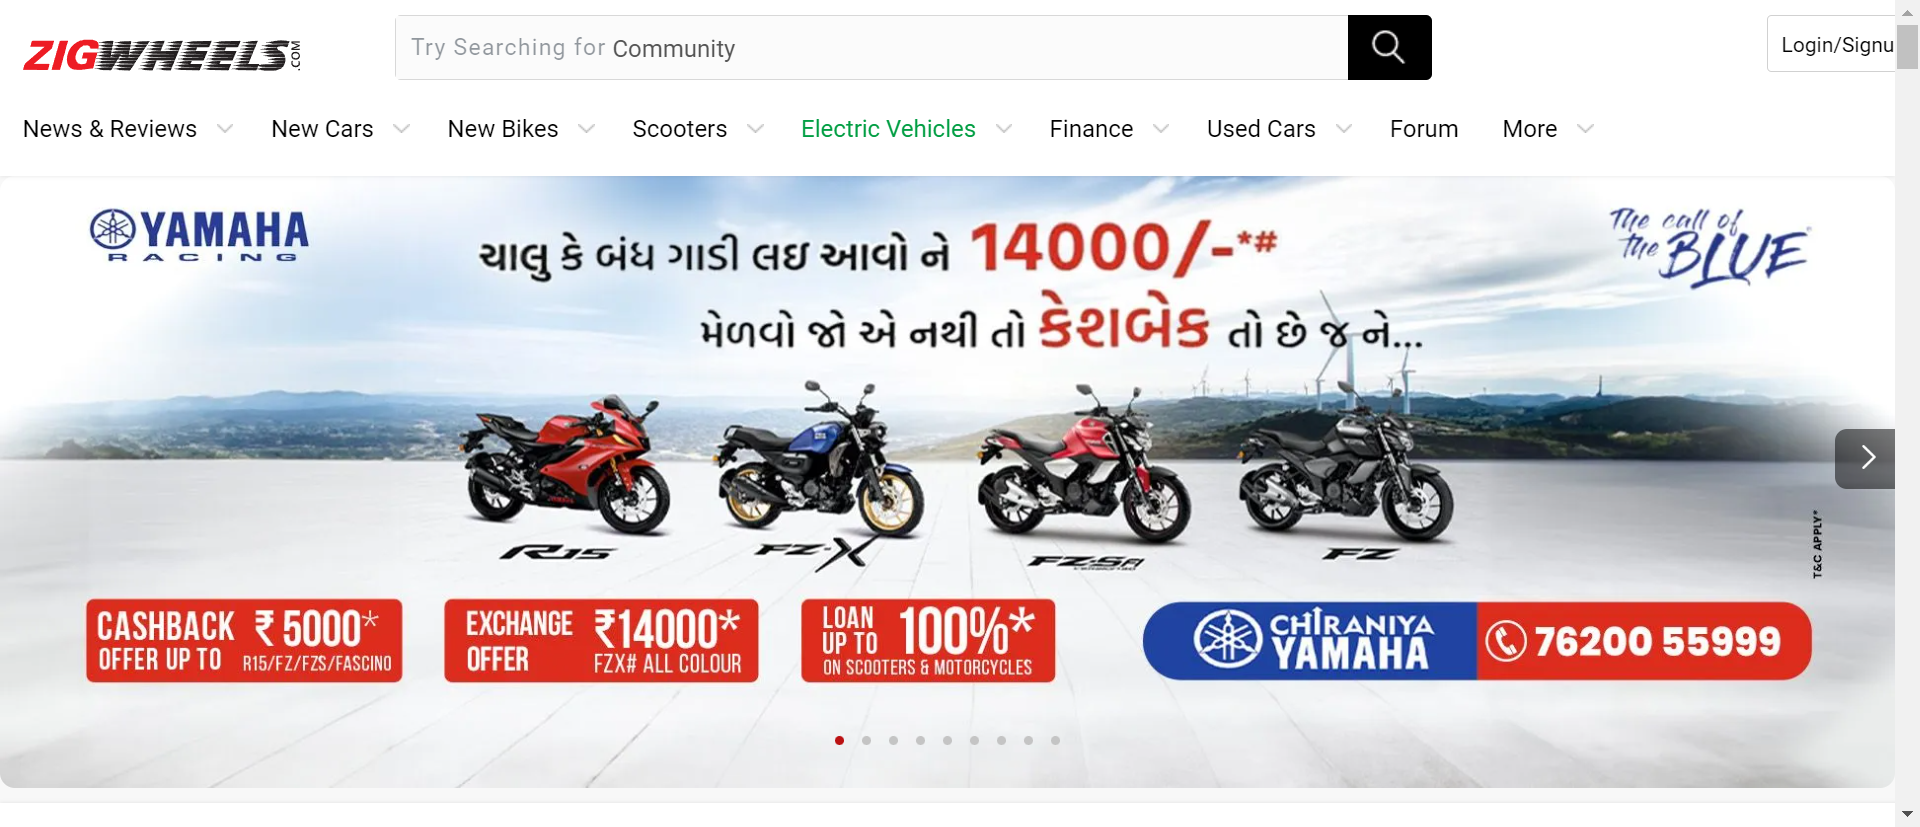 ZIGWHEELS.COM
Try Searching for Community
Login/Signu
News & Reviews New Cars New Bikes Scooters Electric Vehicles Finance Used Cars Forum More
YAMAHA
RACING
ચાલુ કે બંધ ગાડી લઇ આવો ને 14000/-*#
મેળવો જો એ નથી તો કેશબેક તો છે જ ને...
The call of
the BLUE
R15 FZ-X FZ-S FI FZ
T&C APPLY*
CASHBACK ₹ 5000*
OFFER UP TO R15/FZ/FZS/FASCINO
EXCHANGE ₹14000*
OFFER FZX# ALL COLOUR
LOAN
UP TO 100%*
ON SCOOTERS & MOTORCYCLES
CHIRANIYA
YAMAHA
76200 55999